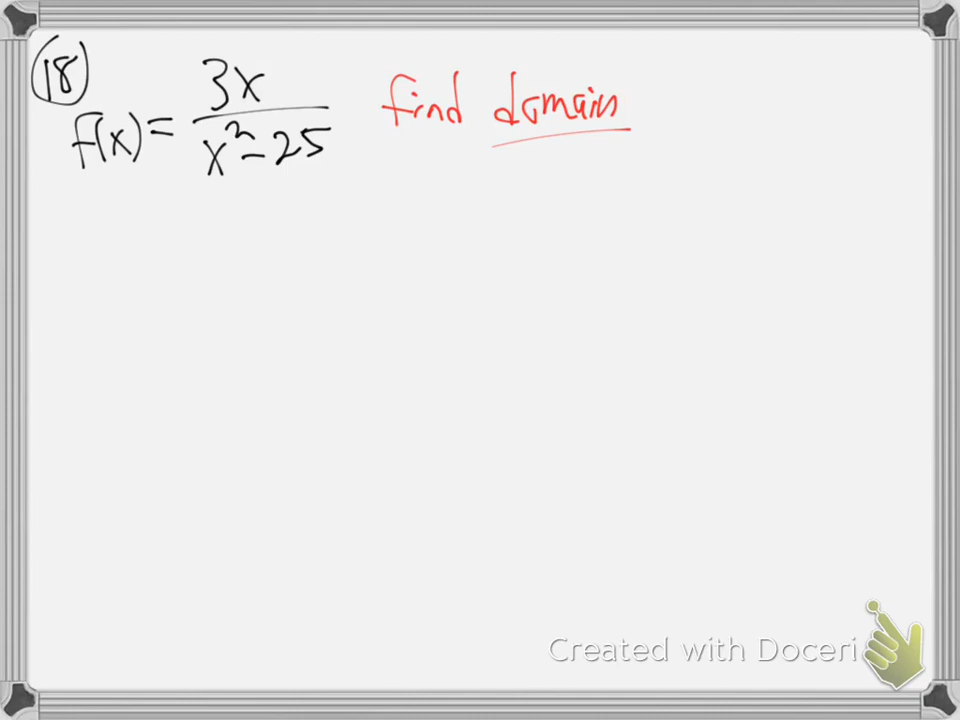 (18)
f(x) = 3x / x² - 25 find domain
Created with Doceri